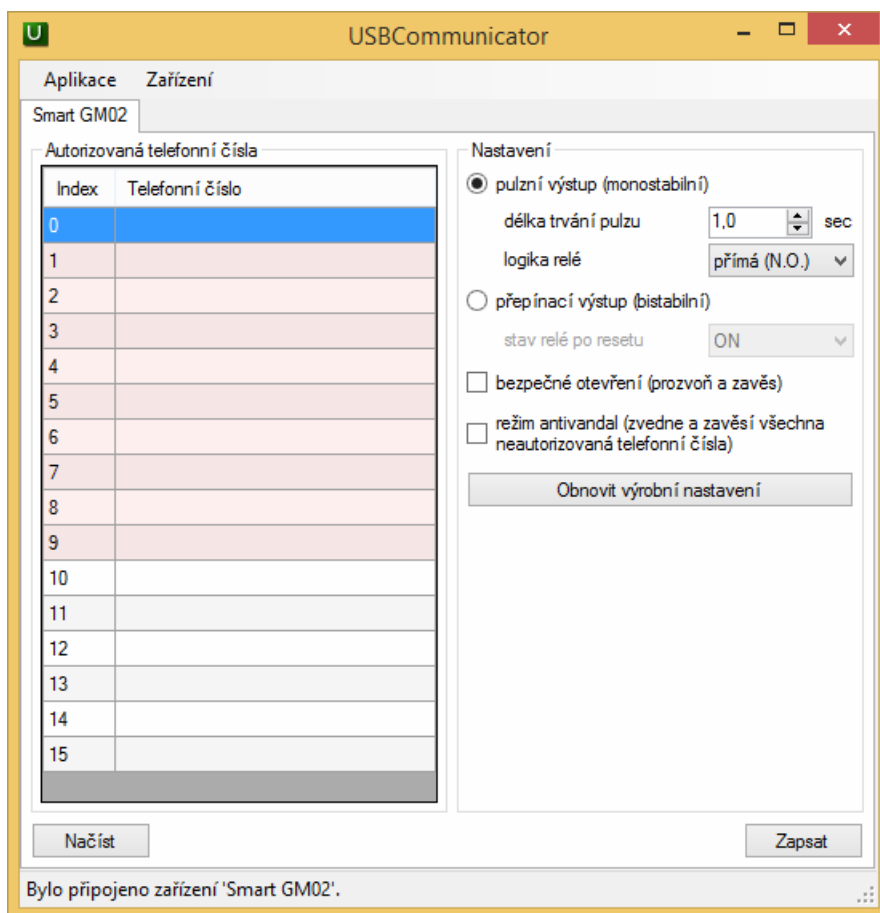 U
USBCommunicator
Aplikace Zařízení
Smart GM02
Autorizovaná telefonní čísla
Index Telefonní číslo
0
1
2
3
4
5
6
7
8
9
10
11
12
13
14
15
Nastavení
pulzní výstup (monostabilní)
délka trvání pulzu 1,0 sec
logika relé přímá (N.O.)
přepínací výstup (bistabilní)
stav relé po resetu ON
bezpečné otevření (prozvoň a zavěs)
režim antivandal (zvedne a zavěsí všechna
neautorizovaná telefonní čísla)
Obnovit výrobní nastavení
Načíst Zapsat
Bylo připojeno zařízení 'Smart GM02'.